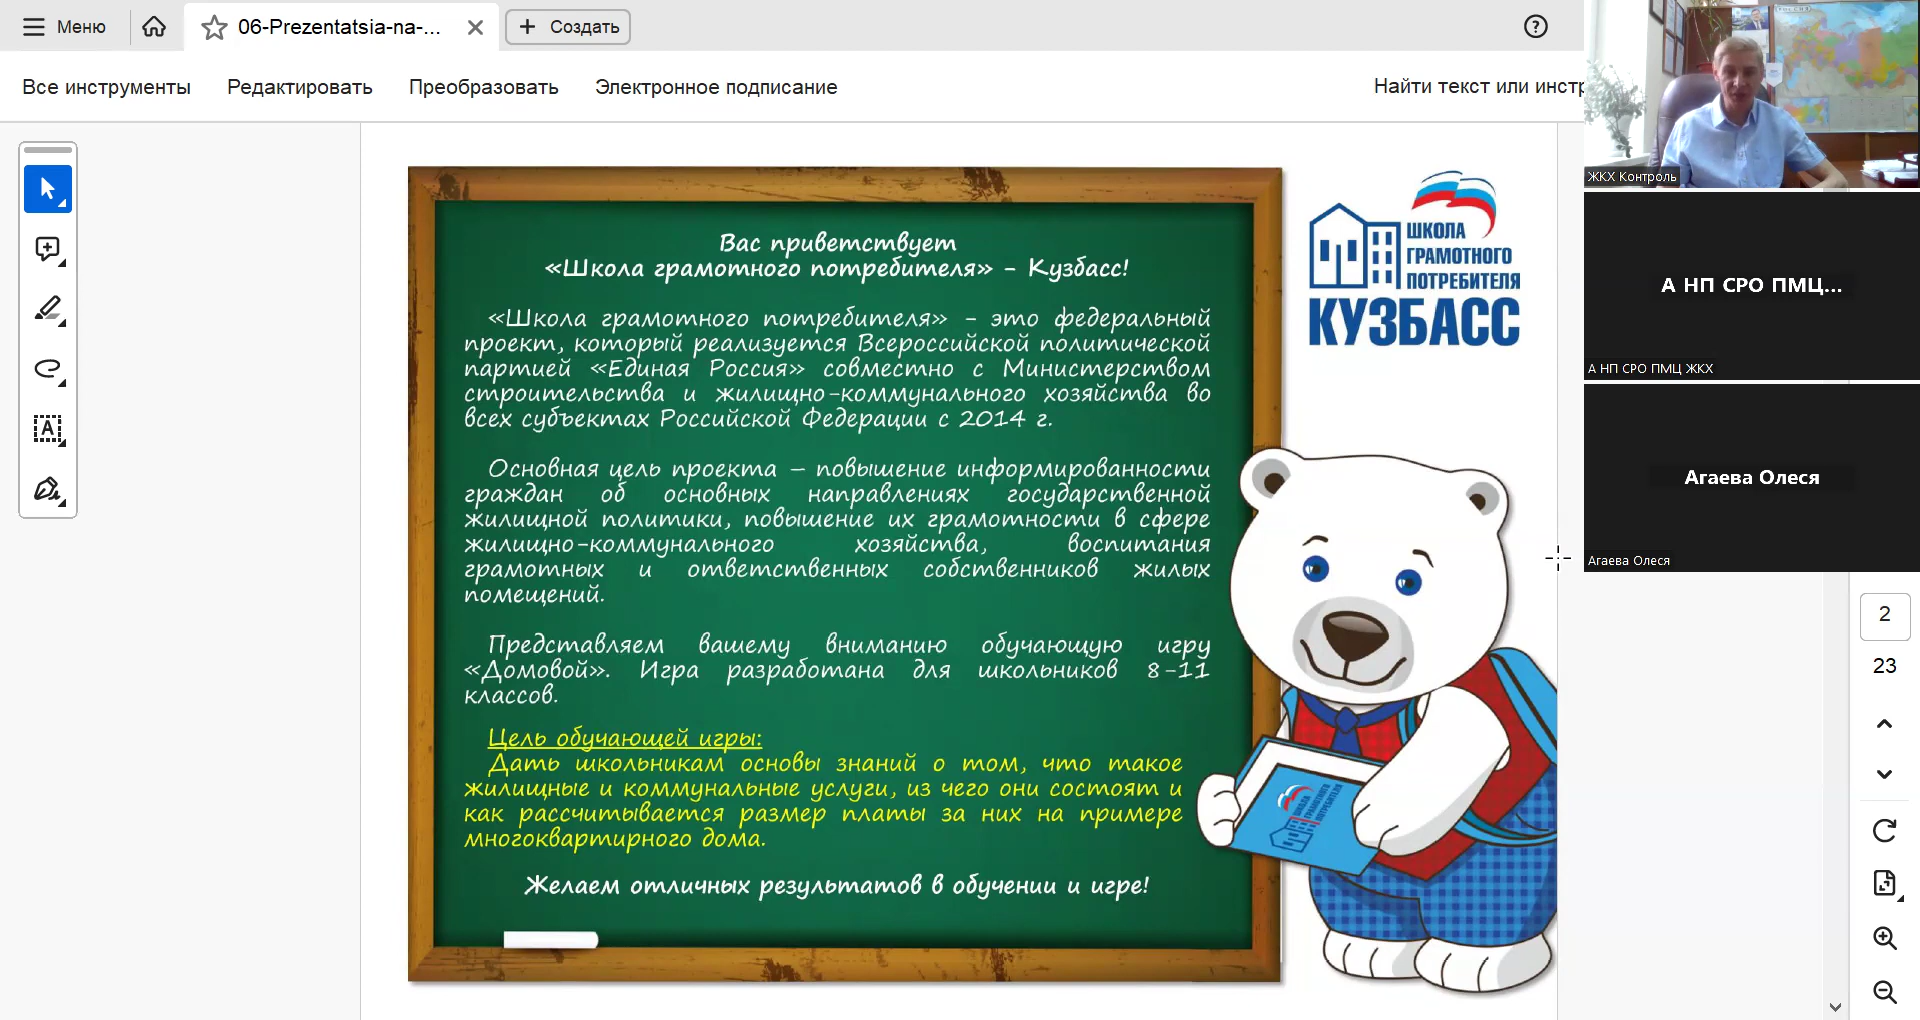 Меню
06-Prezentatsia-na-...
Создать
Все инструменты
Редактировать
Преобразовать
Электронное подписание
Найти текст или инстр
Вас приветствует
«Школа грамотного потребителя» - Кузбасс!
«Школа грамотного потребителя» - это федеральный
проект, который реализуется Всероссийской политической
партией «Единая Россия» совместно с Министерством
строительства и жилищно-коммунального хозяйства во
всех субъектах Российской Федерации с 2014 г.
Основная цель проекта – повышение информированности
граждан об основных направлениях государственной
жилищной политики, повышение их грамотности в сфере
жилищно-коммунального хозяйства, воспитания
грамотных и ответственных собственников жилых
помещений.
Представляем вашему вниманию обучающую игру
«Домовой». Игра разработана для школьников 8-11
классов.
Цель обучающей игры:
Дать школьникам основы знаний о том, что такое
жилищные и коммунальные услуги, из чего они состоят и
как рассчитывается размер платы за них на примере
многоквартирного дома.
Желаем отличных результатов в обучении и игре!
ШКОЛА
ГРАМОТНОГО
ПОТРЕБИТЕЛЯ
КУЗБАСС
ШКОЛА
ГРАМОТНОГО
ПОТРЕБИТЕЛЯ
ЖКХ Контроль
А НП СРО ПМЦ...
А НП СРО ПМЦ ЖКХ
Агаева Олеся
Агаева Олеся
2
23